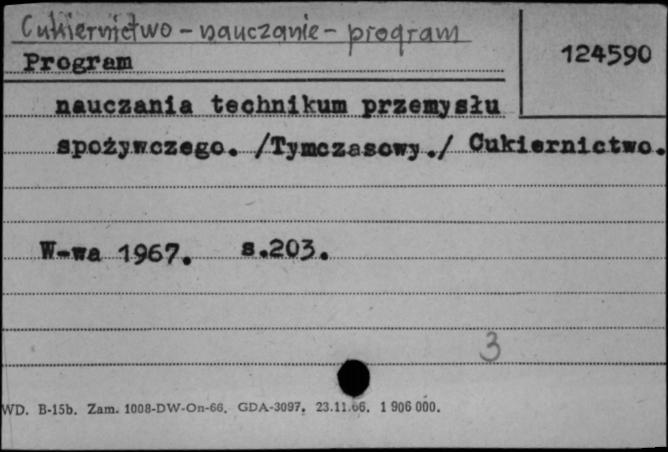 Cukiernictwo - nauczanie - program
124590
Program
nauczania technikum przemysłu
spożywczego. /Tymczasowy./ Cukiernictwo.
W-wa 1967. s.203.
3
WD. B-15b. Zam. 1008-DW-On-66. GDA-3097. 23.11.66. 1 906 000.